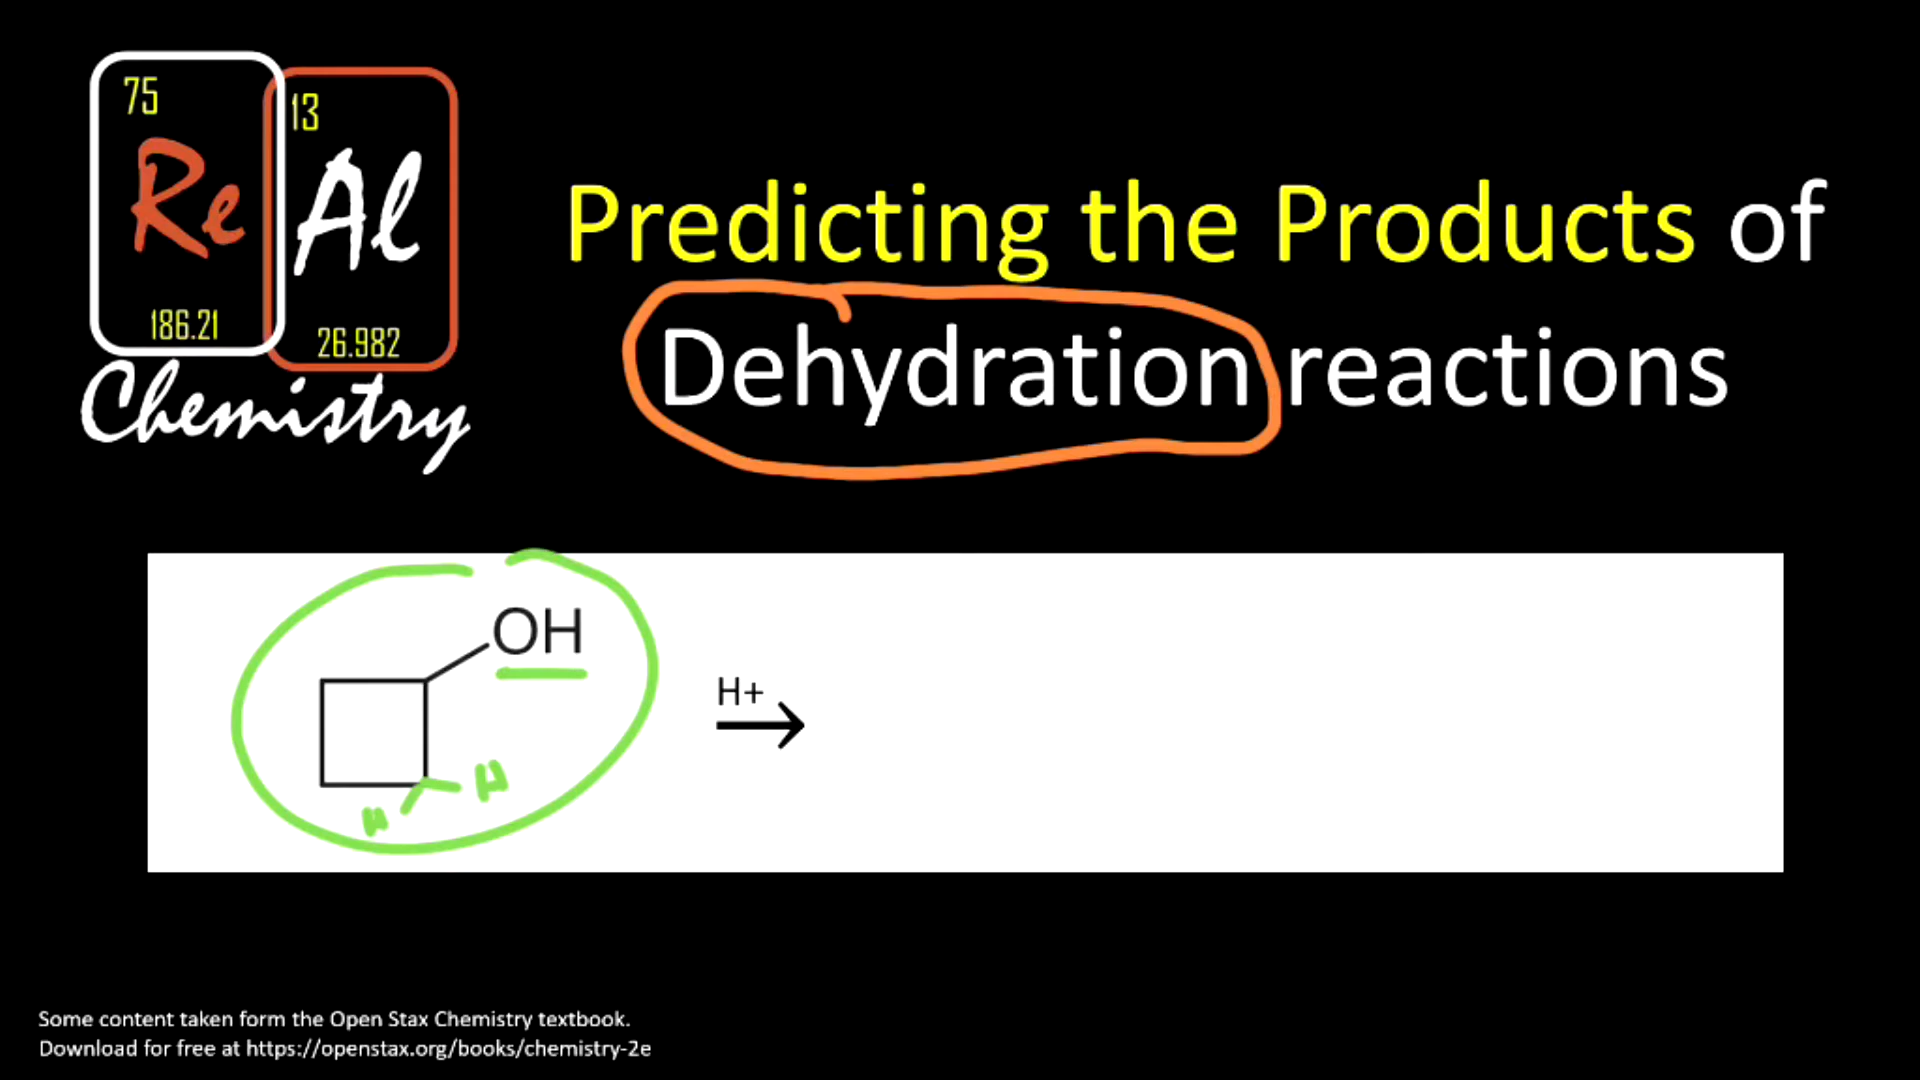 75
Re
186.21
13
Al
26.982
Chemistry
Predicting the Products of
Dehydration reactions
OH
H
H
H+
Some content taken form the Open Stax Chemistry textbook.
Download for free at https://openstax.org/books/chemistry-2e